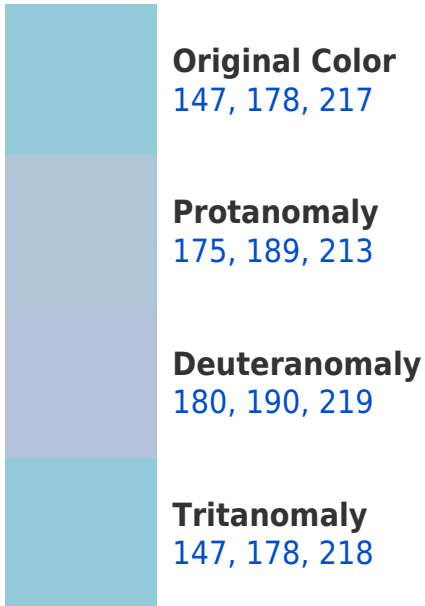 Original Color
147, 178, 217
Protanomaly
175, 189, 213
Deuteranomaly
180, 190, 219
Tritanomaly
147, 178, 218